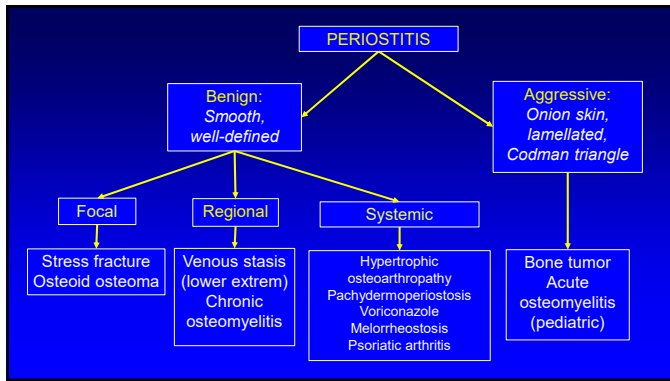 PERIOSTITIS
Benign:
Smooth,
well-defined
Aggressive:
Onion skin,
lamellated,
Codman triangle
Focal
Regional
Systemic
Stress fracture
Osteoid osteoma
Venous stasis
(lower extrem)
Chronic
osteomyelitis
Hypertrophic
osteoarthropathy
Pachydermoperiostosis
Voriconazole
Melorrheostosis
Psoriatic arthritis
Bone tumor
Acute
osteomyelitis
(pediatric)